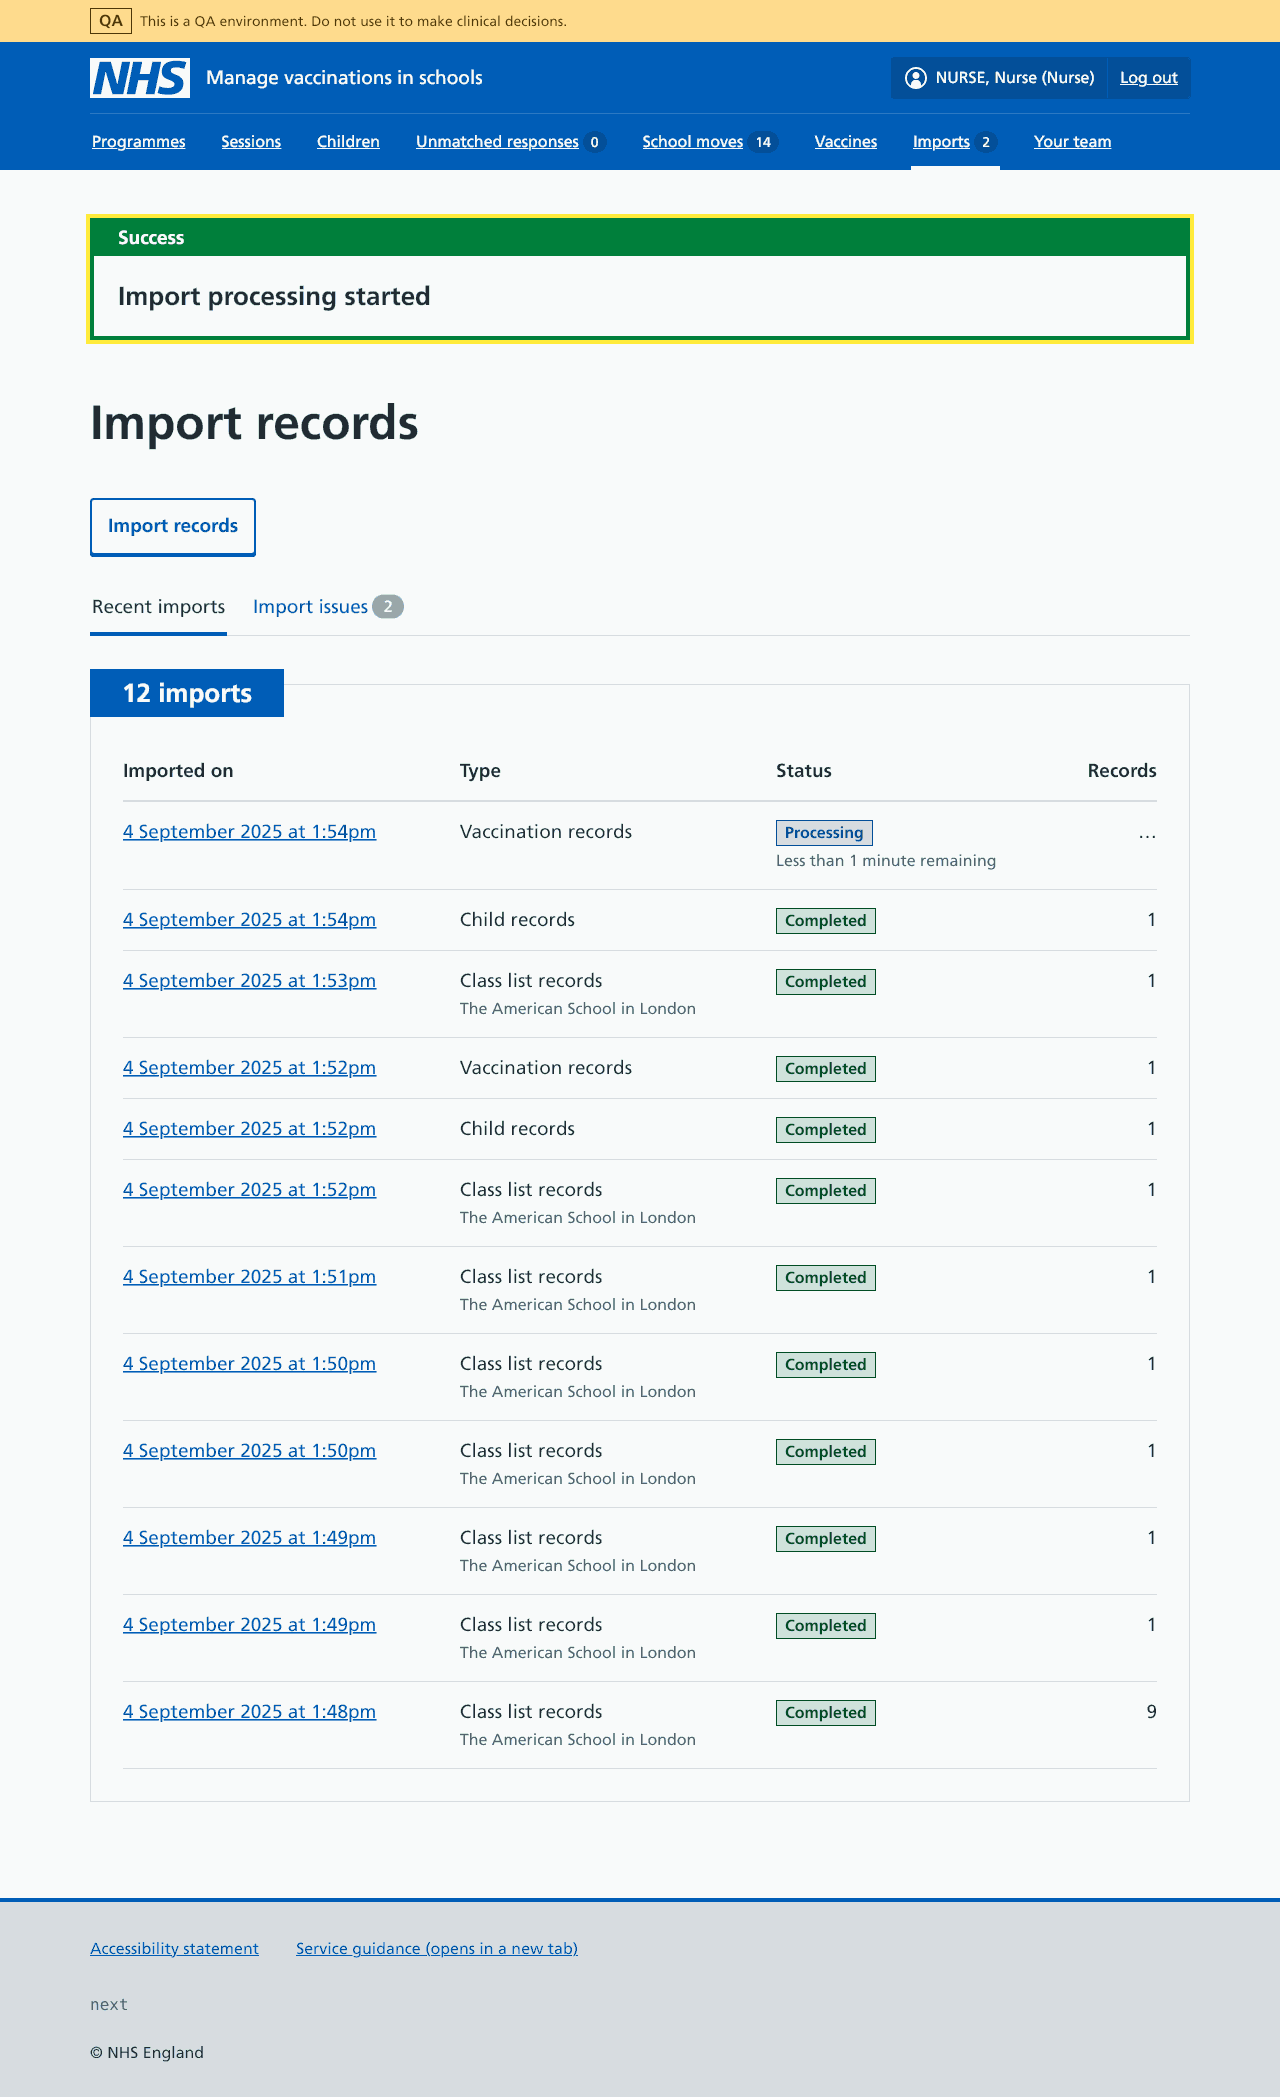 QA This is a QA environment. Do not use it to make clinical decisions.
NHS Manage vaccinations in schools NURSE, Nurse (Nurse) Log out
Programmes Sessions Children Unmatched responses 0 School moves 14 Vaccines Imports 2 Your team
Success
Import processing started
Import records
Import records
Recent imports Import issues 2
12 imports
Imported on Type Status Records
4 September 2025 at 1:54pm Vaccination records Processing ...
Less than 1 minute remaining
4 September 2025 at 1:54pm Child records Completed 1
4 September 2025 at 1:53pm Class list records Completed 1
The American School in London
4 September 2025 at 1:52pm Vaccination records Completed 1
4 September 2025 at 1:52pm Child records Completed 1
4 September 2025 at 1:52pm Class list records Completed 1
The American School in London
4 September 2025 at 1:51pm Class list records Completed 1
The American School in London
4 September 2025 at 1:50pm Class list records Completed 1
The American School in London
4 September 2025 at 1:50pm Class list records Completed 1
The American School in London
4 September 2025 at 1:49pm Class list records Completed 1
The American School in London
4 September 2025 at 1:49pm Class list records Completed 1
The American School in London
4 September 2025 at 1:48pm Class list records Completed 9
The American School in London
Accessibility statement Service guidance (opens in a new tab)
next
© NHS England